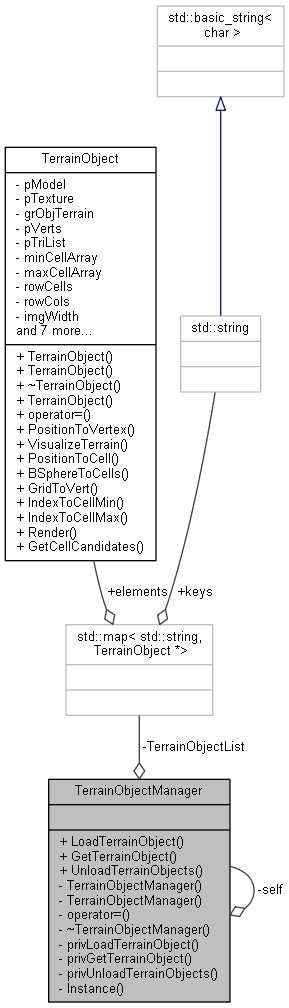 std::basic_string<
char >
TerrainObject
- pModel
- pTexture
- grObjTerrain
- pVerts
- pTriList
- minCellArray
- maxCellArray
- rowCells
- rowCols
- imgWidth
and 7 more...
+ TerrainObject()
+ TerrainObject()
+ ~TerrainObject()
+ TerrainObject()
+ operator=()
+ PositionToVertex()
+ VisualizeTerrain()
+ PositionToCell()
+ BSphereToCells()
+ GridToVert()
+ IndexToCellMin()
+ IndexToCellMax()
+ Render()
+ GetCellCandidates()
std::string
+elements
+keys
std::map< std::string,
TerrainObject *>
-TerrainObjectList
TerrainObjectManager
+ LoadTerrainObject()
+ GetTerrainObject()
+ UnloadTerrainObjects()
- TerrainObjectManager()
- TerrainObjectManager()
- operator=()
- ~TerrainObjectManager()
- privLoadTerrainObject()
- privGetTerrainObject()
- privUnloadTerrainObjects()
- Instance()
-self